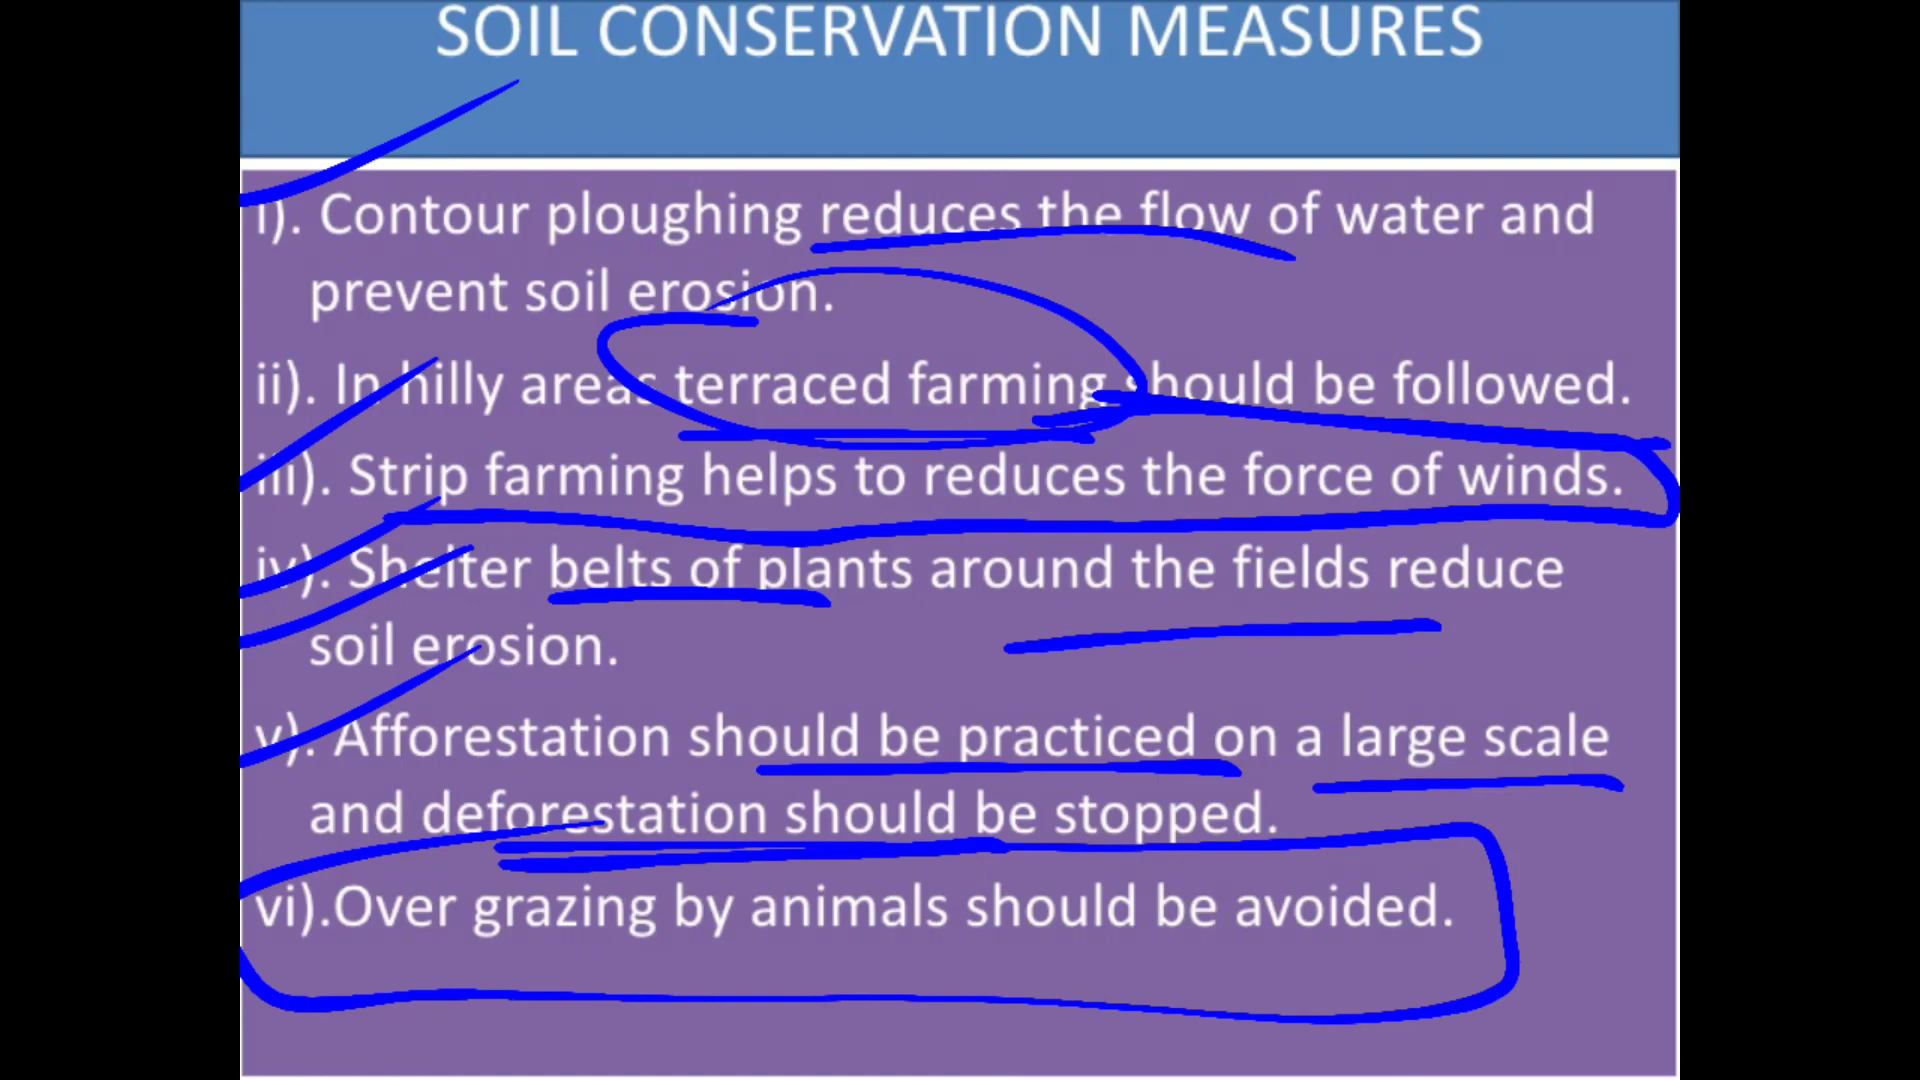 SOIL CONSERVATION MEASURES
i). Contour ploughing reduces the flow of water and
prevent soil erosion.
ii). In hilly areas terraced farming should be followed.
iii). Strip farming helps to reduces the force of winds.
iv). Shelter belts of plants around the fields reduce
soil erosion.
v). Afforestation should be practiced on a large scale
and deforestation should be stopped.
vi).Over grazing by animals should be avoided.